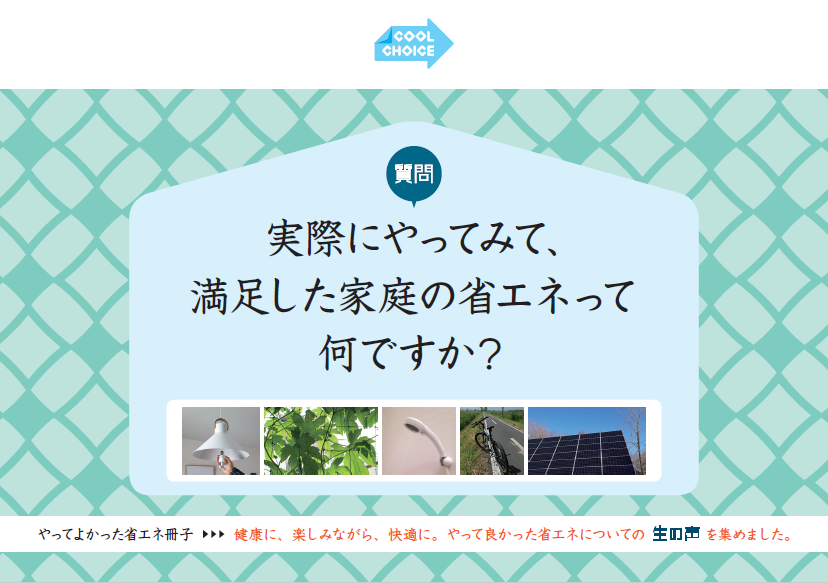 COOL
CHOICE
質問
実際にやってみて、
満足した家庭の省エネって
何ですか?
やってよかった省エネ冊子 ▶▶▶ 健康に、楽しみながら、快適に。やって良かった省エネについての 生の声 を集めました。